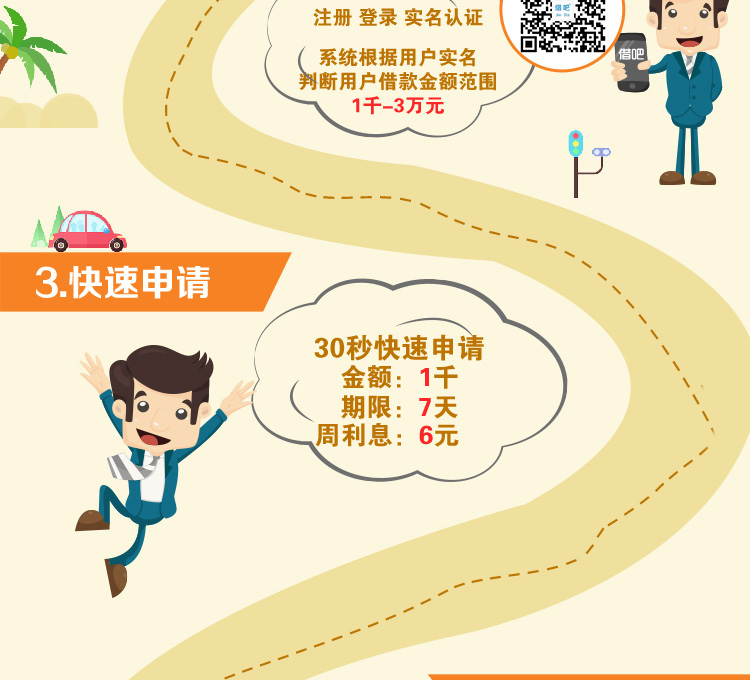 注册 登录 实名认证
借吧
借吧
系统根据用户实名
判断用户借款金额范围
1千-3万元
3.快速申请
30秒快速申请
金额：1千
期限：7天
周利息：6元